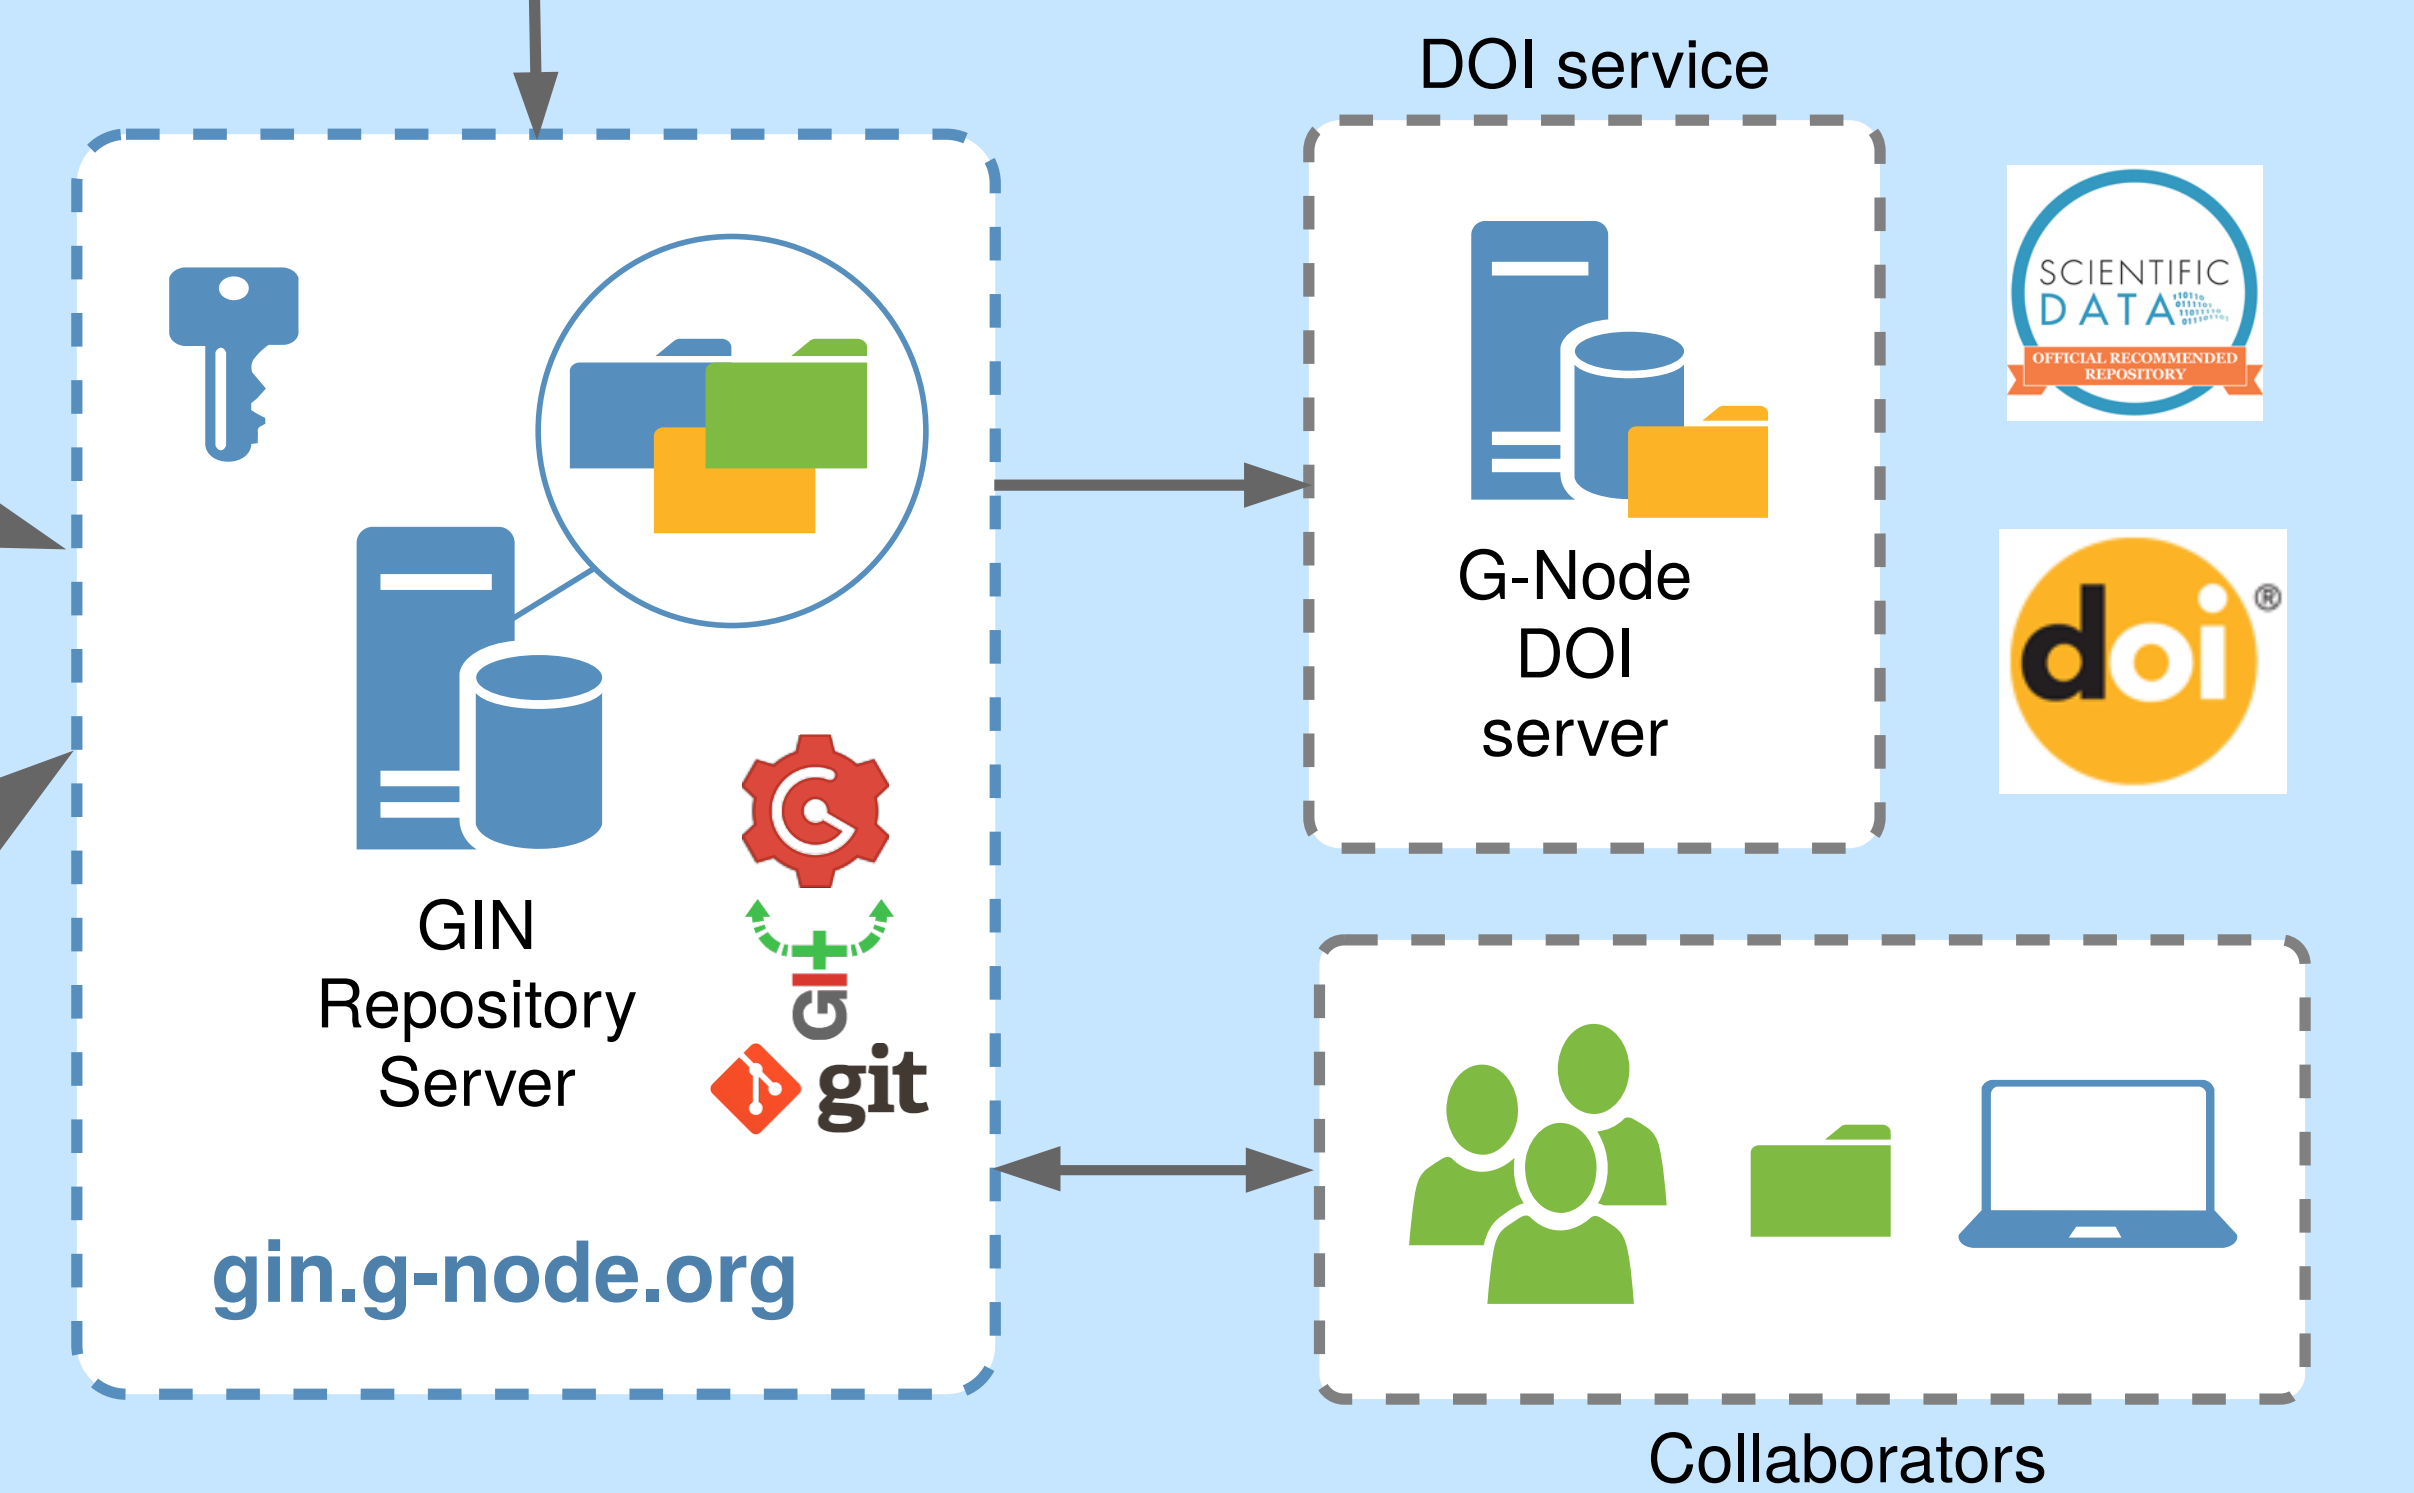 DOI service
SCIENTIFIC
DATA
OFFICIAL RECOMMENDED
REPOSITORY
G-Node
DOI
server
doi®
GIN
Repository
Server
GIT
git
gin.g-node.org
Collaborators